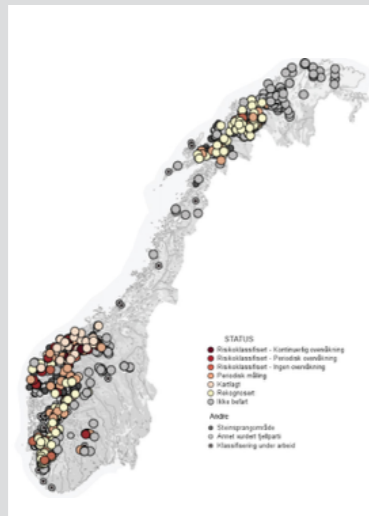 STATUS
Risikoklassifisert - Kontinuerlig overvåkning
Risikoklassifisert - Periodisk overvåkning
Risikoklassifisert - Ingen overvåkning
Periodisk måling
Kartlagt
Rekognosert
Ikke befart
Andre
Steinsprangområde
Annet vurdert fjellparti
Klassifisering under arbeid